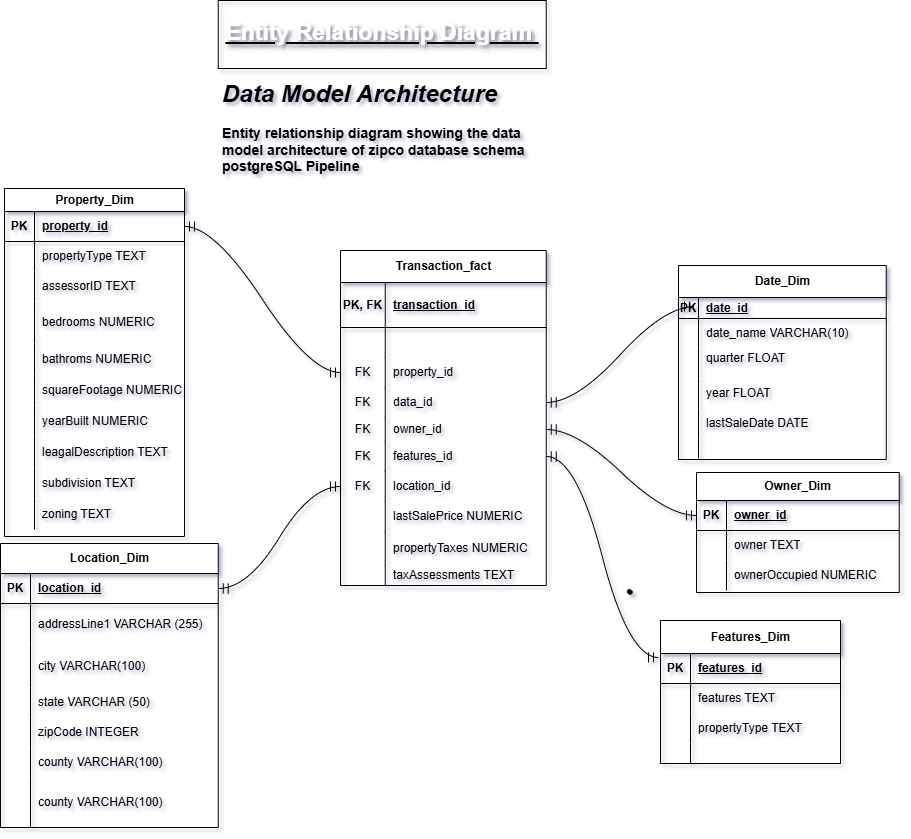 Entity Relationship Diagram
Data Model Architecture
Entity relationship diagram showing the data
model architecture of zipco database schema
postgreSQL Pipeline
Property_Dim
PK property_id
propertyType TEXT
assessorID TEXT
bedrooms NUMERIC
bathroms NUMERIC
squareFootage NUMERIC
yearBuilt NUMERIC
leagalDescription TEXT
subdivision TEXT
zoning TEXT
Location_Dim
PK location_id
addressLine1 VARCHAR (255)
city VARCHAR(100)
state VARCHAR (50)
zipCode INTEGER
county VARCHAR(100)
county VARCHAR(100)
Transaction_fact
PK, FK transaction_id
FK property_id
FK data_id
FK owner_id
FK features_id
FK location_id
lastSalePrice NUMERIC
propertyTaxes NUMERIC
taxAssessments TEXT
Date_Dim
PK date_id
date_name VARCHAR(10)
quarter FLOAT
year FLOAT
lastSaleDate DATE
Owner_Dim
PK owner_id
owner TEXT
ownerOccupied NUMERIC
Features_Dim
PK features_id
features TEXT
propertyType TEXT